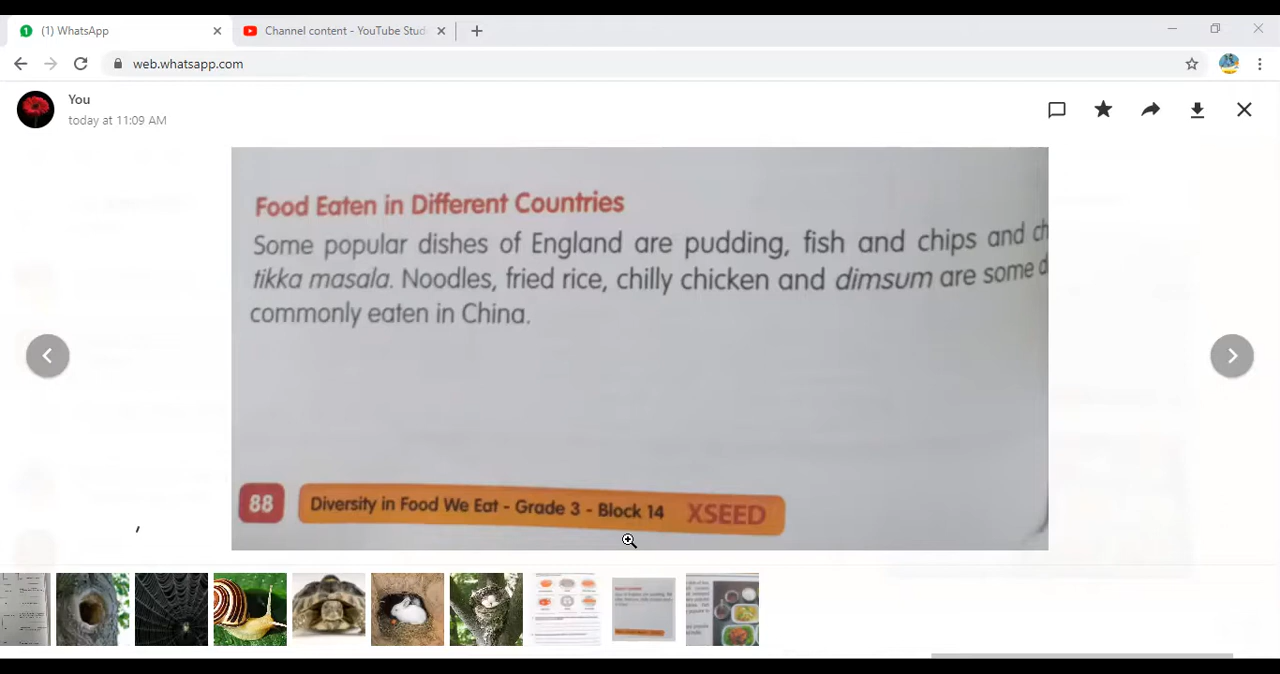 (1) WhatsApp
Channel content - YouTube Stud
web.whatsapp.com
You
today at 11:09 AM
Food Eaten in Different Countries
Some popular dishes of England are pudding, fish and chips and ch
tikka masala. Noodles, fried rice, chilly chicken and dimsum are some d
commonly eaten in China.
88
Diversity in Food We Eat - Grade 3 - Block 14 XSEED